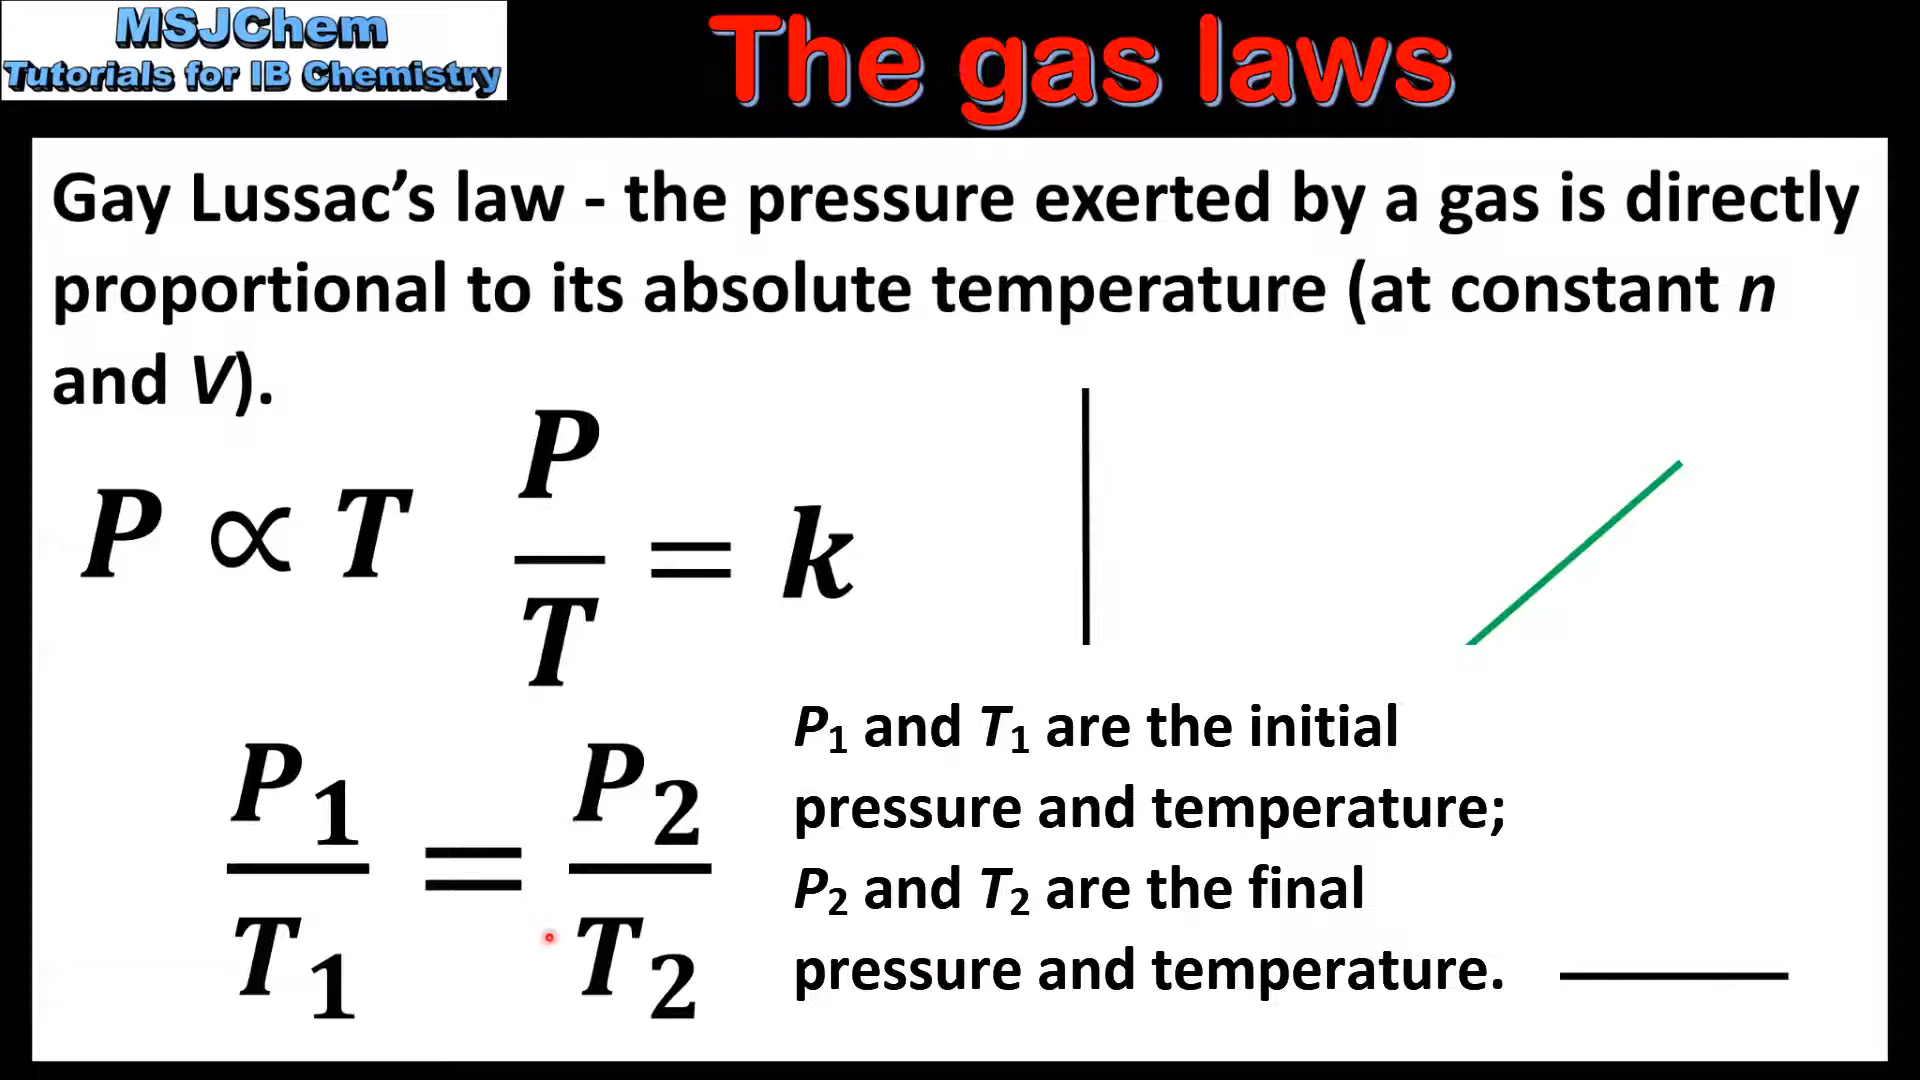 MSJChem
Tutorials for IB Chemistry
The gas laws
Gay Lussac’s law - the pressure exerted by a gas is directly
proportional to its absolute temperature (at constant n
and V).
P ∝ T
P/T = k
P₁/T₁ = P₂/T₂
P₁ and T₁ are the initial
pressure and temperature;
P₂ and T₂ are the final
pressure and temperature.